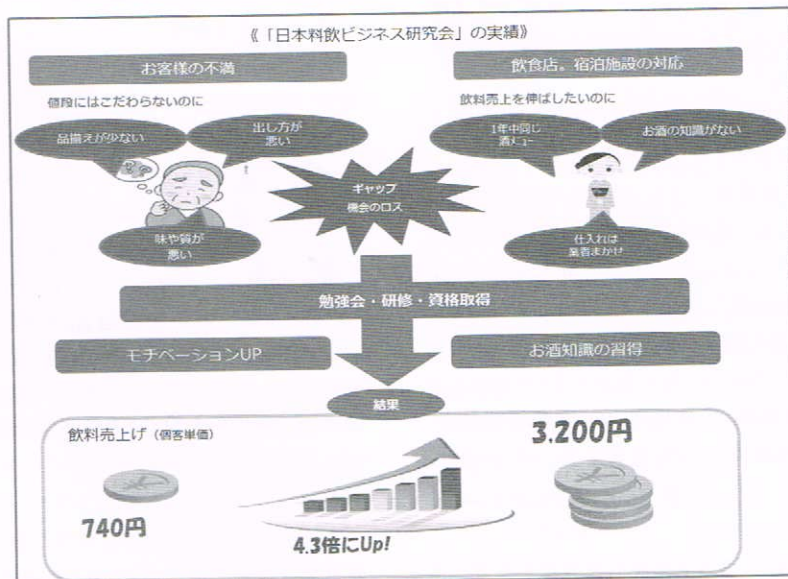 《「日本料飲ビジネス研究会」の実績》
お客様の不満
飲食店。宿泊施設の対応
値段にはこだわらないのに
飲料売上を伸ばしたいのに
品揃えが少ない
出し方が
悪い
1年中同じ
酒メニュー
お酒の知識がない
ギャップ
機会のロス
味や質が
悪い
仕入れは
業者まかせ
勉強会・研修・資格取得
モチベーションUP
お酒知識の習得
結果
飲料売上げ（個客単価）
3.200円
740円
4.3倍にUp!